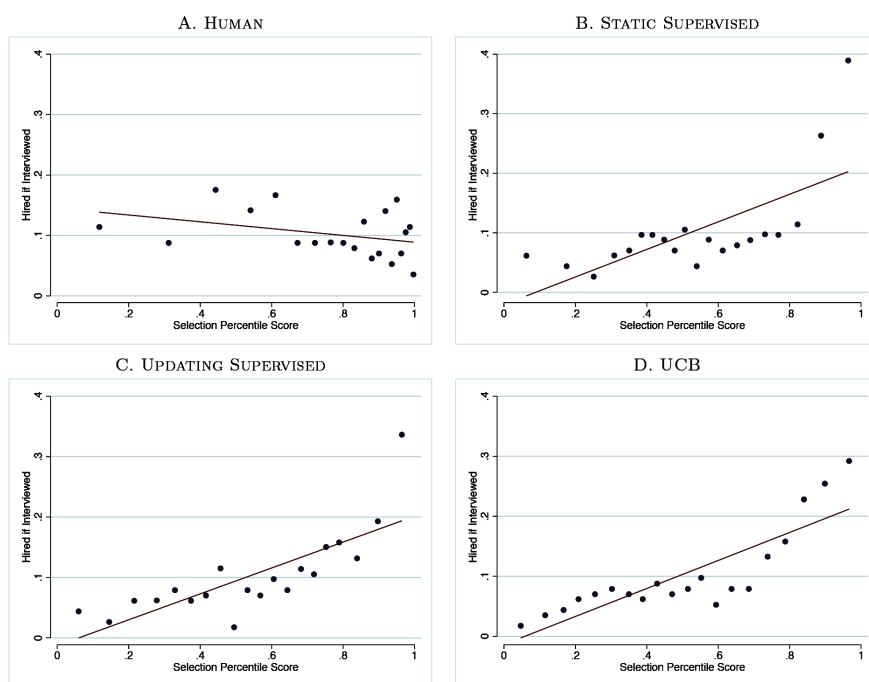 A. HUMAN
Hired if Interviewed
.4
.3
.2
.1
0
0 .2 .4 .6 .8 1
Selection Percentile Score
B. STATIC SUPERVISED
Hired if Interviewed
.4
.3
.2
.1
0
0 .2 .4 .6 .8 1
Selection Percentile Score
C. UPDATING SUPERVISED
Hired if Interviewed
.4
.3
.2
.1
0
0 .2 .4 .6 .8 1
Selection Percentile Score
D. UCB
Hired if Interviewed
.4
.3
.2
.1
0
0 .2 .4 .6 .8 1
Selection Percentile Score